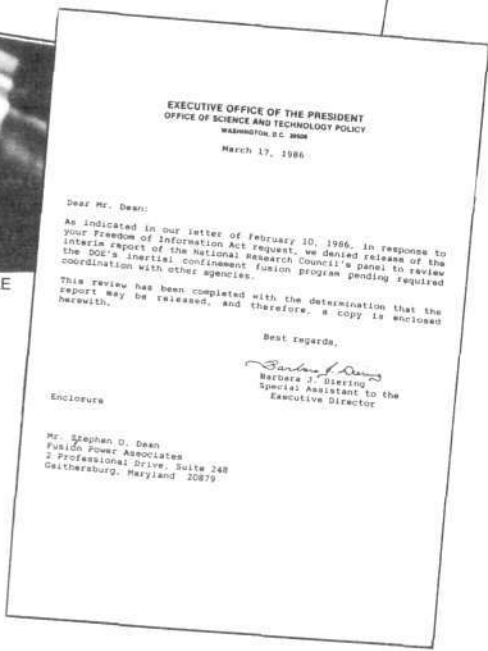 EXECUTIVE OFFICE OF THE PRESIDENT
OFFICE OF SCIENCE AND TECHNOLOGY POLICY
WASHINGTON, D.C. 20506
March 17, 1986
Dear Mr. Dean:
As indicated in our letter of February 10, 1986, in response to
your Freedom of Information Act request, we denied release of the
interim report of the National Research Council's panel to review
the DOE's inertial confinement fusion program pending required
coordination with other agencies.
This review has been completed with the determination that the
report may be released, and therefore, a copy is enclosed
herewith.
Best regards,
Barbara J. Diering
Barbara J. Diering
Special Assistant to the
Executive Director
Enclosure
Mr. Stephen O. Dean
Fusion Power Associates
2 Professional Drive, Suite 248
Gaithersburg, Maryland 20879
E